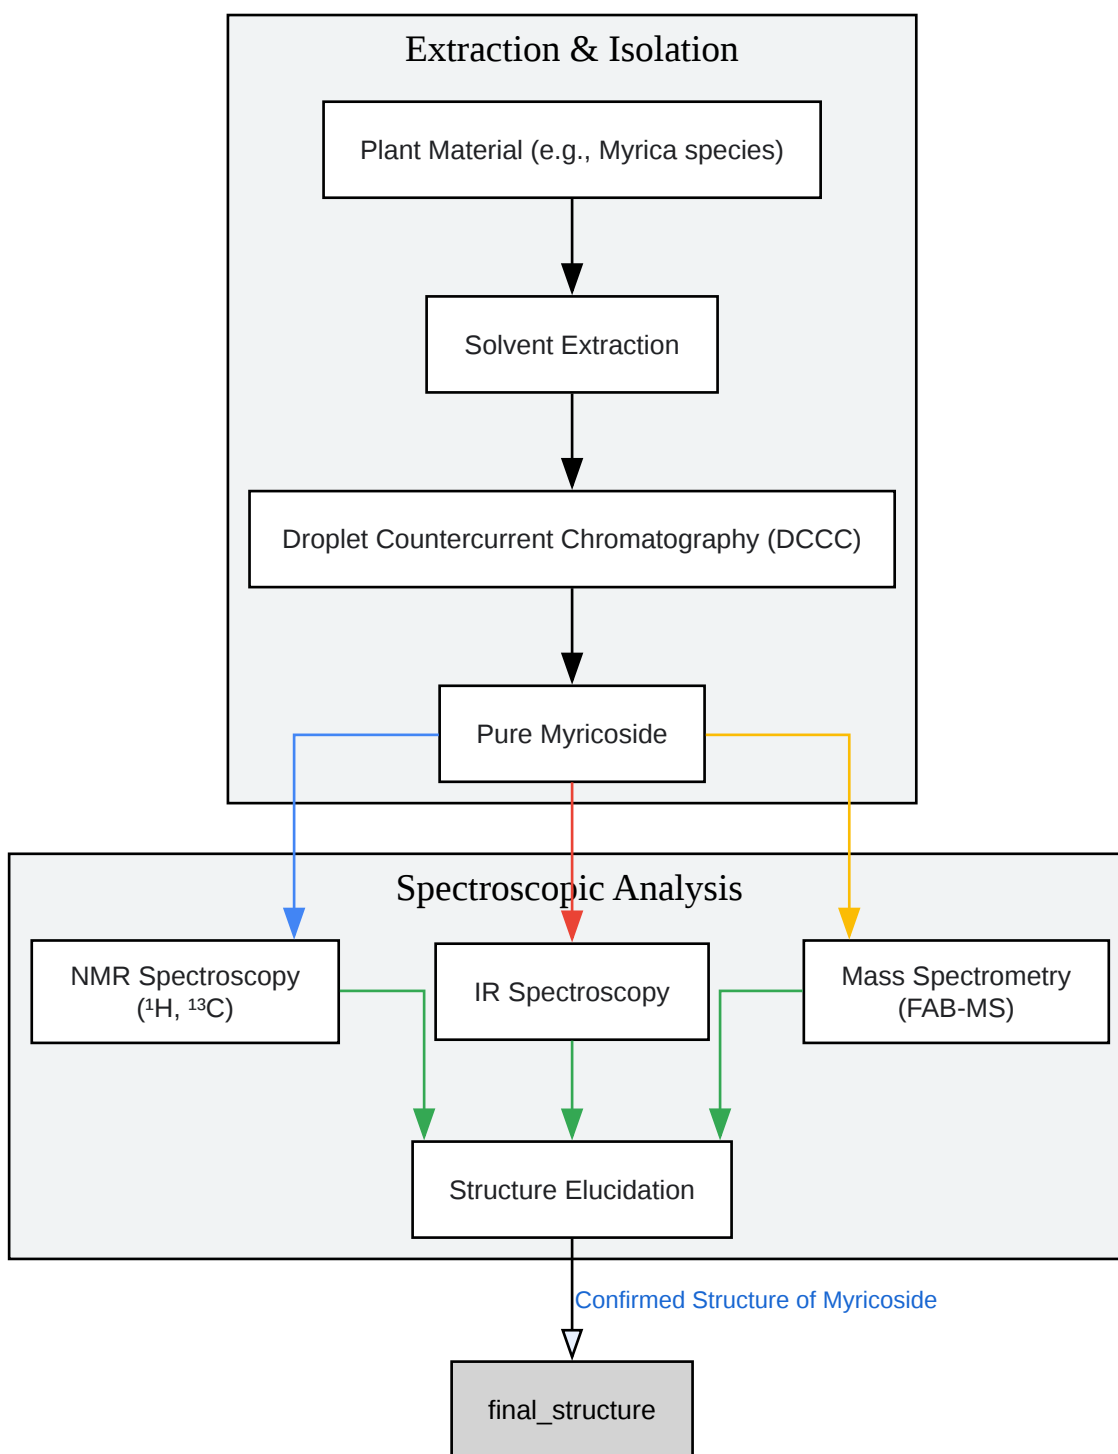 Extraction & Isolation
Plant Material (e.g., Myrica species)
Solvent Extraction
Droplet Countercurrent Chromatography (DCCC)
Pure Myricoside
Spectroscopic Analysis
NMR Spectroscopy
(¹H, ¹³C)
IR Spectroscopy
Mass Spectrometry
(FAB-MS)
Structure Elucidation
Confirmed Structure of Myricoside
final_structure